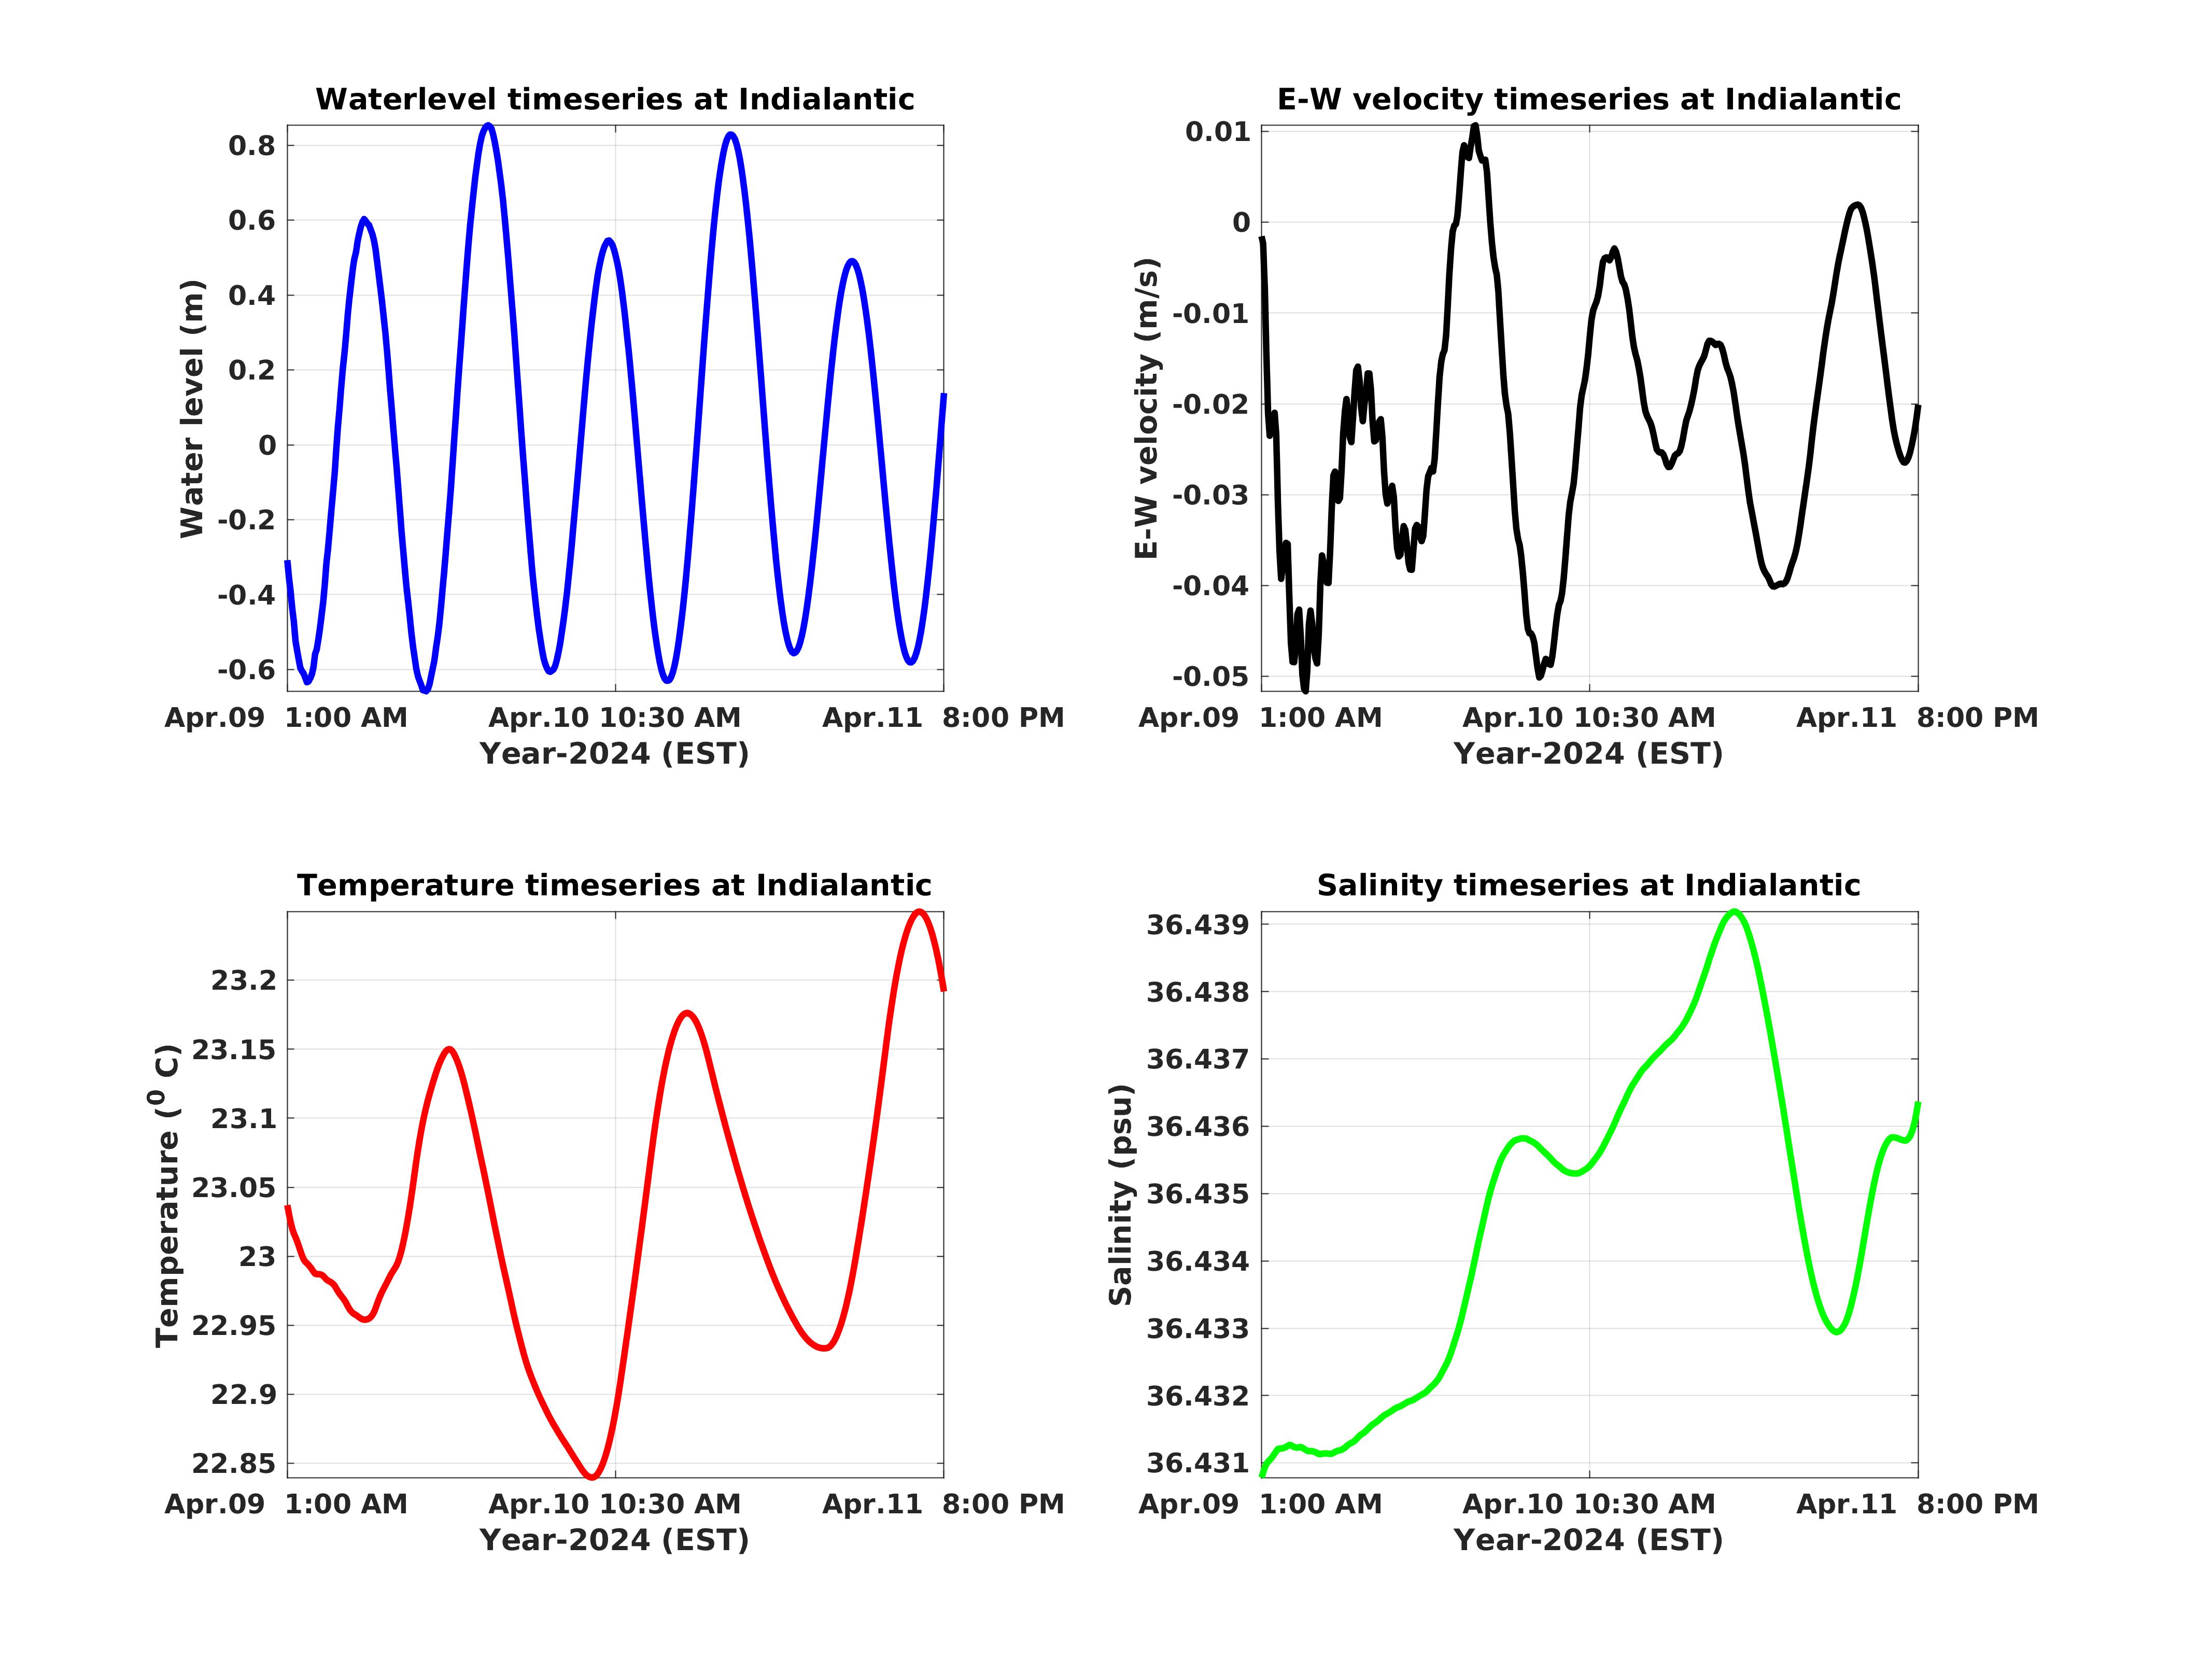 Waterlevel timeseries at Indialantic
Water level (m)
0.8
0.6
0.4
0.2
0
-0.2
-0.4
-0.6
Apr.09 1:00 AM
Apr.10 10:30 AM
Apr.11 8:00 PM
Year-2024 (EST)
E-W velocity timeseries at Indialantic
E-W velocity (m/s)
0.01
0
-0.01
-0.02
-0.03
-0.04
-0.05
Apr.09 1:00 AM
Apr.10 10:30 AM
Apr.11 8:00 PM
Year-2024 (EST)
Temperature timeseries at Indialantic
Temperature (⁰ C)
23.2
23.15
23.1
23.05
23
22.95
22.9
22.85
Apr.09 1:00 AM
Apr.10 10:30 AM
Apr.11 8:00 PM
Year-2024 (EST)
Salinity timeseries at Indialantic
Salinity (psu)
36.439
36.438
36.437
36.436
36.435
36.434
36.433
36.432
36.431
Apr.09 1:00 AM
Apr.10 10:30 AM
Apr.11 8:00 PM
Year-2024 (EST)